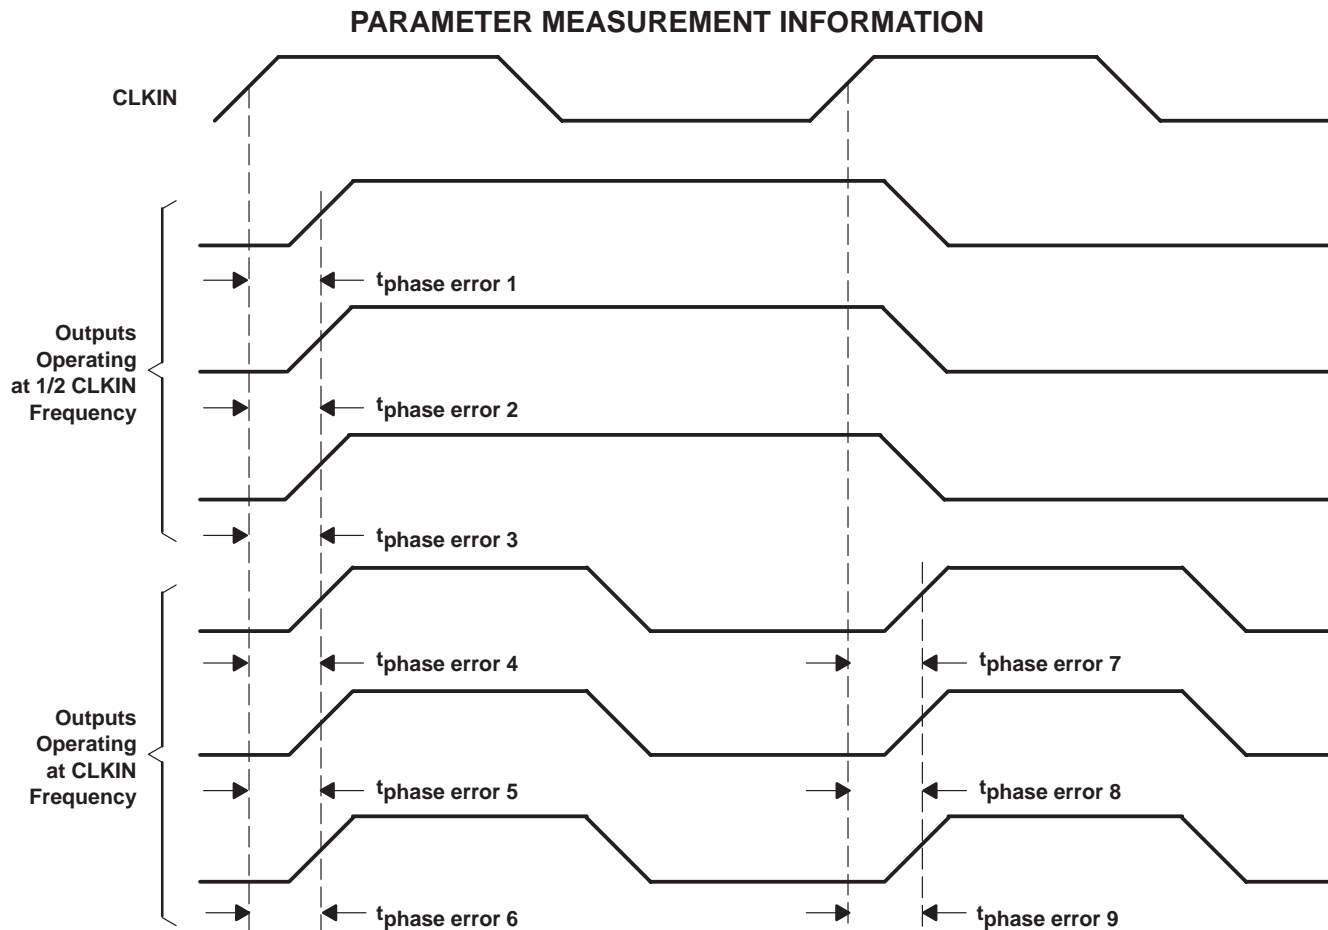 PARAMETER MEASUREMENT INFORMATION
CLKIN
tphase error 1
Outputs
Operating
at 1/2 CLKIN
Frequency
tphase error 2
tphase error 3
tphase error 4
tphase error 7
Outputs
Operating
at CLKIN
Frequency
tphase error 5
tphase error 8
tphase error 6
tphase error 9